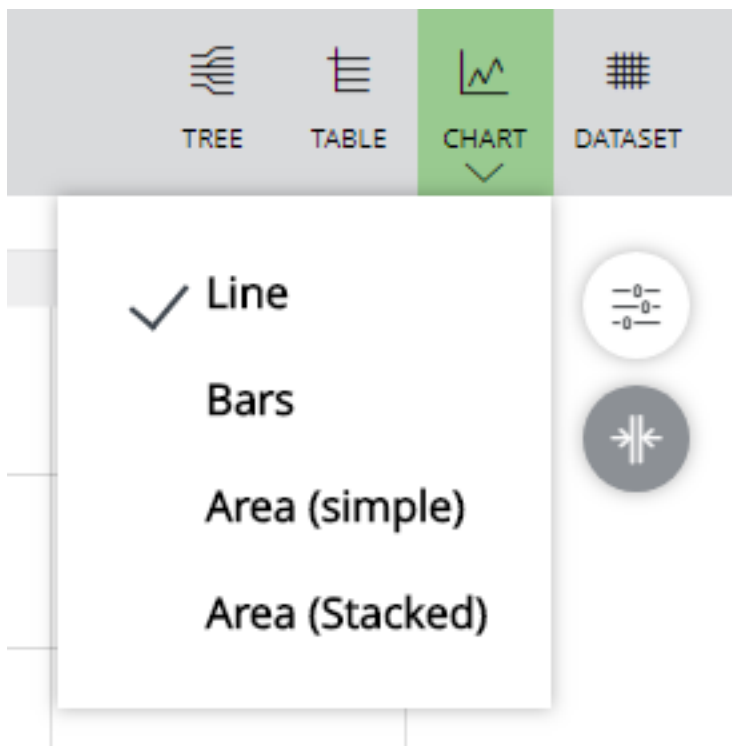 TREE TABLE CHART DATASET
Line
Bars
Area (simple)
Area (Stacked)